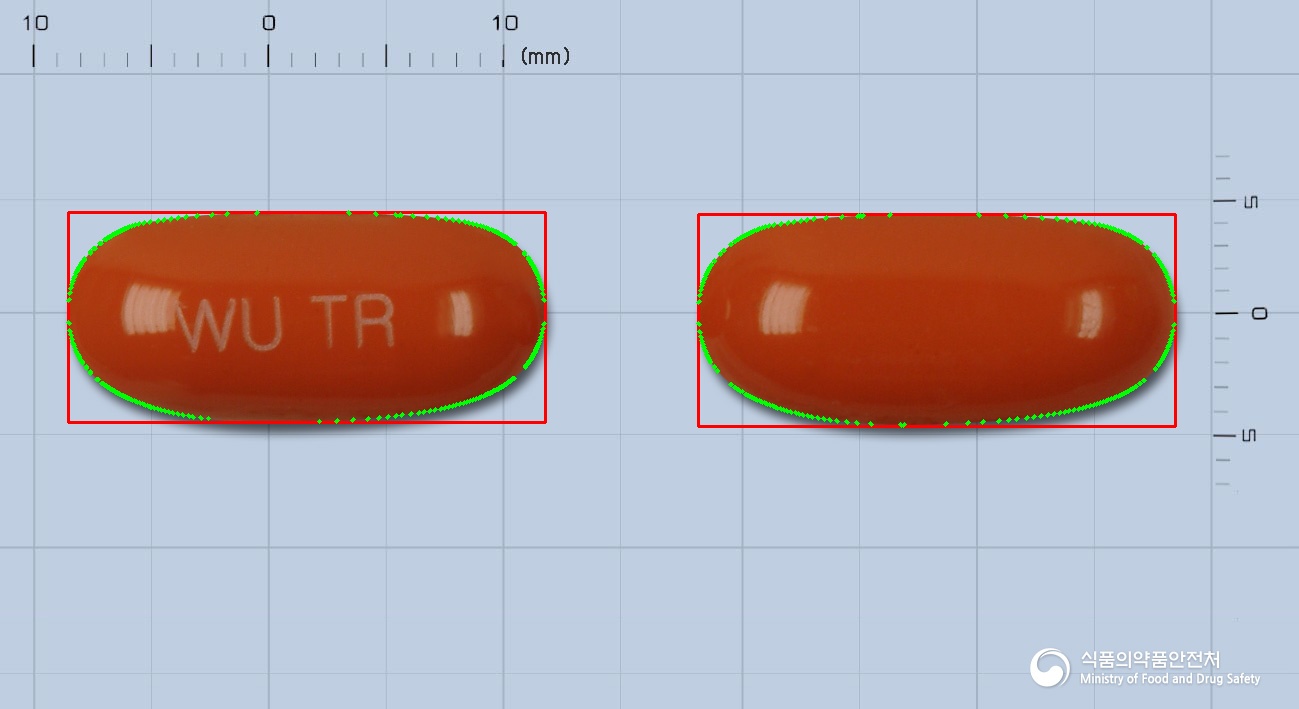 10 0 10
(mm)
WU TR
5
0
5
식품의약품안전처
Ministry of Food and Drug Safety